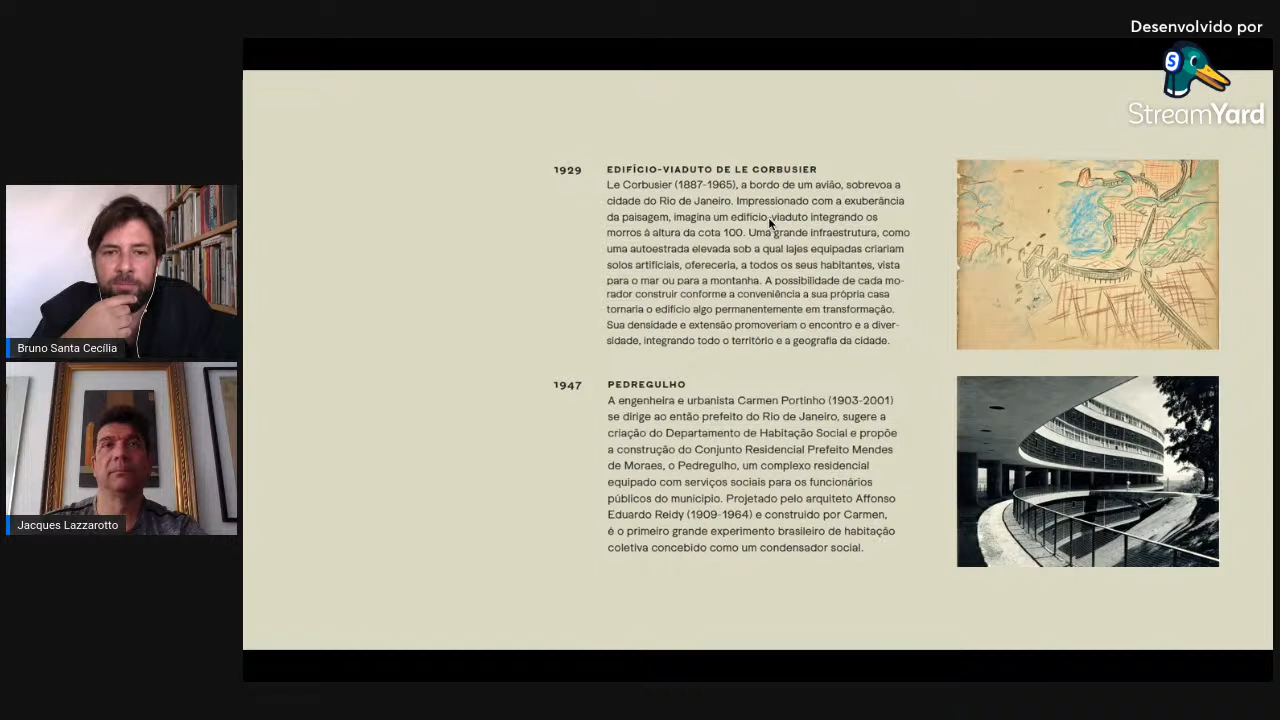 Desenvolvido por
S
StreamYard
1929
EDIFÍCIO-VIADUTO DE LE CORBUSIER
Le Corbusier (1887-1965), a bordo de um avião, sobrevoa a
cidade do Rio de Janeiro. Impressionado com a exuberância
da paisagem, imagina um edifício-viaduto integrando os
morros à altura da cota 100. Uma grande infraestrutura, como
uma autoestrada elevada sob a qual lajes equipadas criariam
solos artificiais, ofereceria, a todos os seus habitantes, vista
para o mar ou para a montanha. A possibilidade de cada mo-
rador construir conforme a conveniência a sua própria casa
tornaria o edifício algo permanentemente em transformação.
Sua densidade e extensão promoveriam o encontro e a diver-
sidade, integrando todo o território e a geografia da cidade.
1947
PEDREGULHO
A engenheira e urbanista Carmen Portinho (1903-2001)
se dirige ao então prefeito do Rio de Janeiro, sugere a
criação do Departamento de Habitação Social e propõe
a construção do Conjunto Residencial Prefeito Mendes
de Moraes, o Pedregulho, um complexo residencial
equipado com serviços sociais para os funcionários
públicos do município. Projetado pelo arquiteto Affonso
Eduardo Reidy (1909-1964) e construído por Carmen,
é o primeiro grande experimento brasileiro de habitação
coletiva concebido como um condensador social.
Bruno Santa Cecília
Jacques Lazzarotto